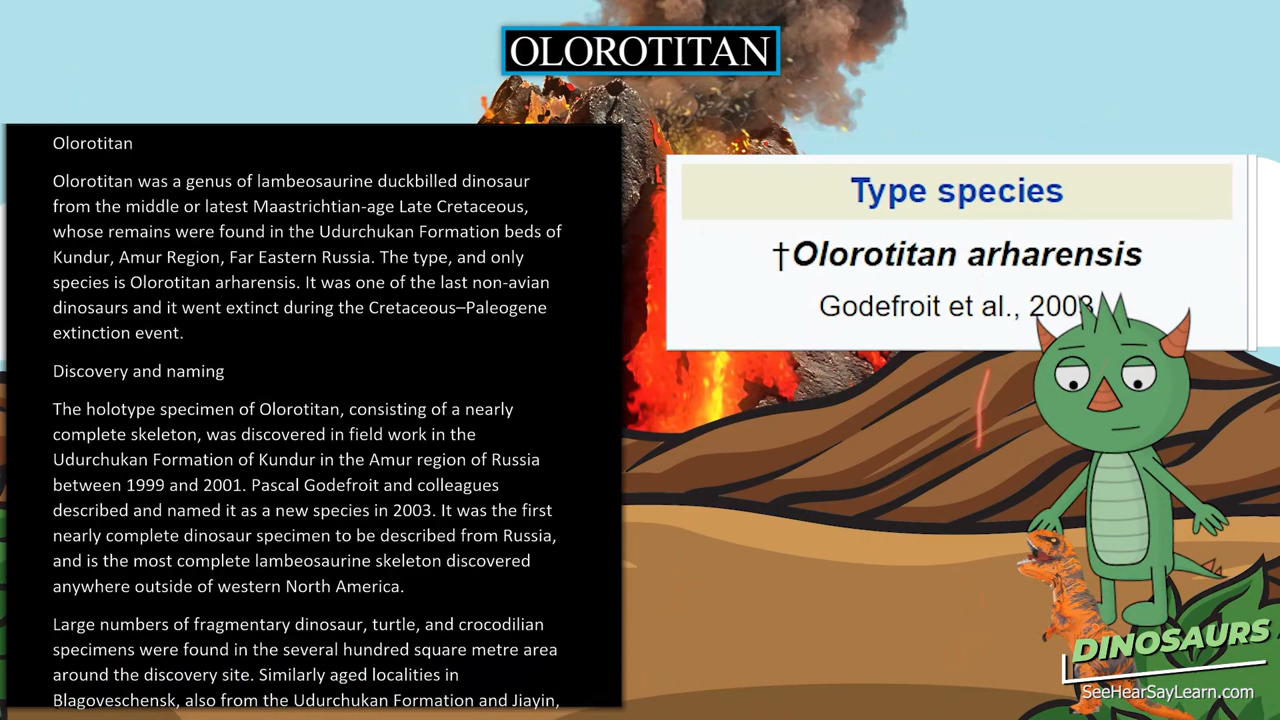 OLOROTITAN
Olorotitan
Olorotitan was a genus of lambeosaurine duckbilled dinosaur
from the middle or latest Maastrichtian-age Late Cretaceous,
whose remains were found in the Udurchukan Formation beds of
Kundur, Amur Region, Far Eastern Russia. The type, and only
species is Olorotitan arharensis. It was one of the last non-avian
dinosaurs and it went extinct during the Cretaceous–Paleogene
extinction event.
Discovery and naming
The holotype specimen of Olorotitan, consisting of a nearly
complete skeleton, was discovered in field work in the
Udurchukan Formation of Kundur in the Amur region of Russia
between 1999 and 2001. Pascal Godefroit and colleagues
described and named it as a new species in 2003. It was the first
nearly complete dinosaur specimen to be described from Russia,
and is the most complete lambeosaurine skeleton discovered
anywhere outside of western North America.
Large numbers of fragmentary dinosaur, turtle, and crocodilian
specimens were found in the several hundred square metre area
around the discovery site. Similarly aged localities in
Blagoveschensk, also from the Udurchukan Formation and Jiayin,
Type species
†Olorotitan arharensis
Godefroit et al., 2003
DINOSAURS
SeeHearSayLearn.com